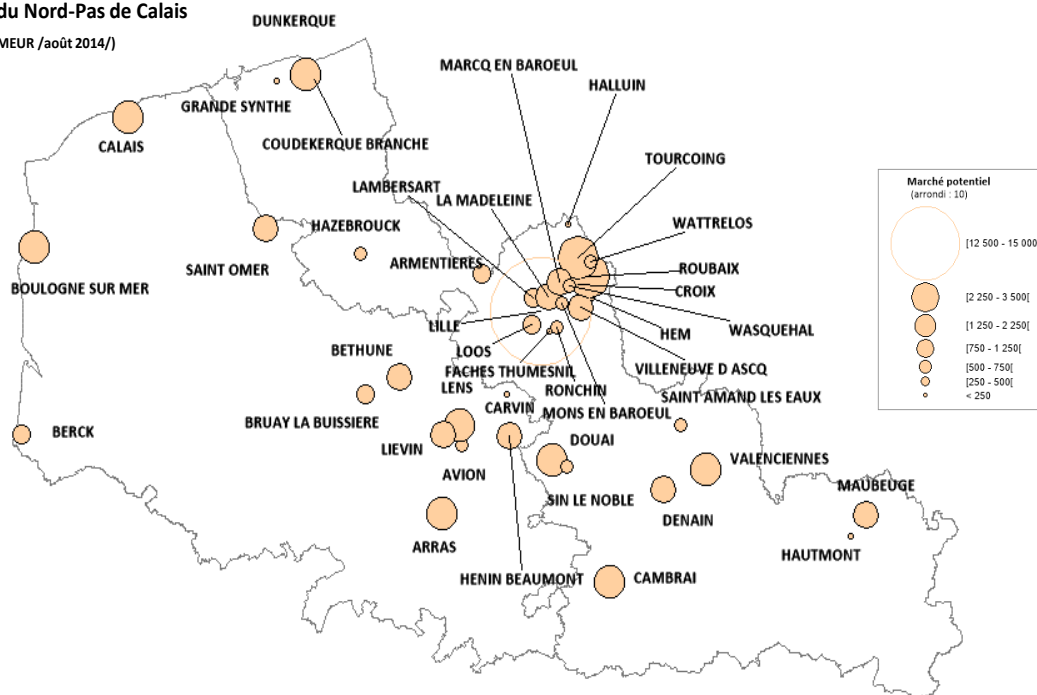 du Nord-Pas de Calais
MEUR /août 2014/)
DUNKERQUE
MARCQ EN BAROEUL
HALLUIN
GRANDE SYNTHE
CALAIS
COUDEKERQUE BRANCHE
TOURCOING
LAMBERSART
LA MADELEINE
HAZEBROUCK
WATTRELOS
ARMENTIERES
SAINT OMER
ROUBAIX
BOULOGNE SUR MER
CROIX
LILLE
HEM
WASQUEHAL
BETHUNE
LOOS
FACHES THUMESNIL
VILLENEUVE D ASCQ
LENS
RONCHIN
SAINT AMAND LES EAUX
CARVIN
MONS EN BAROEUL
BRUAY LA BUISSIERE
BERCK
LIEVIN
DOUAI
VALENCIENNES
AVION
MAUBEUGE
SIN LE NOBLE
DENAIN
ARRAS
HAUTMONT
HENIN BEAUMONT
CAMBRAI
Marché potentiel
(arrondi : 10)
[12 500 - 15 000
[2 250 - 3 500[
[1 250 - 2 250[
[750 - 1 250[
[500 - 750[
[250 - 500[
< 250